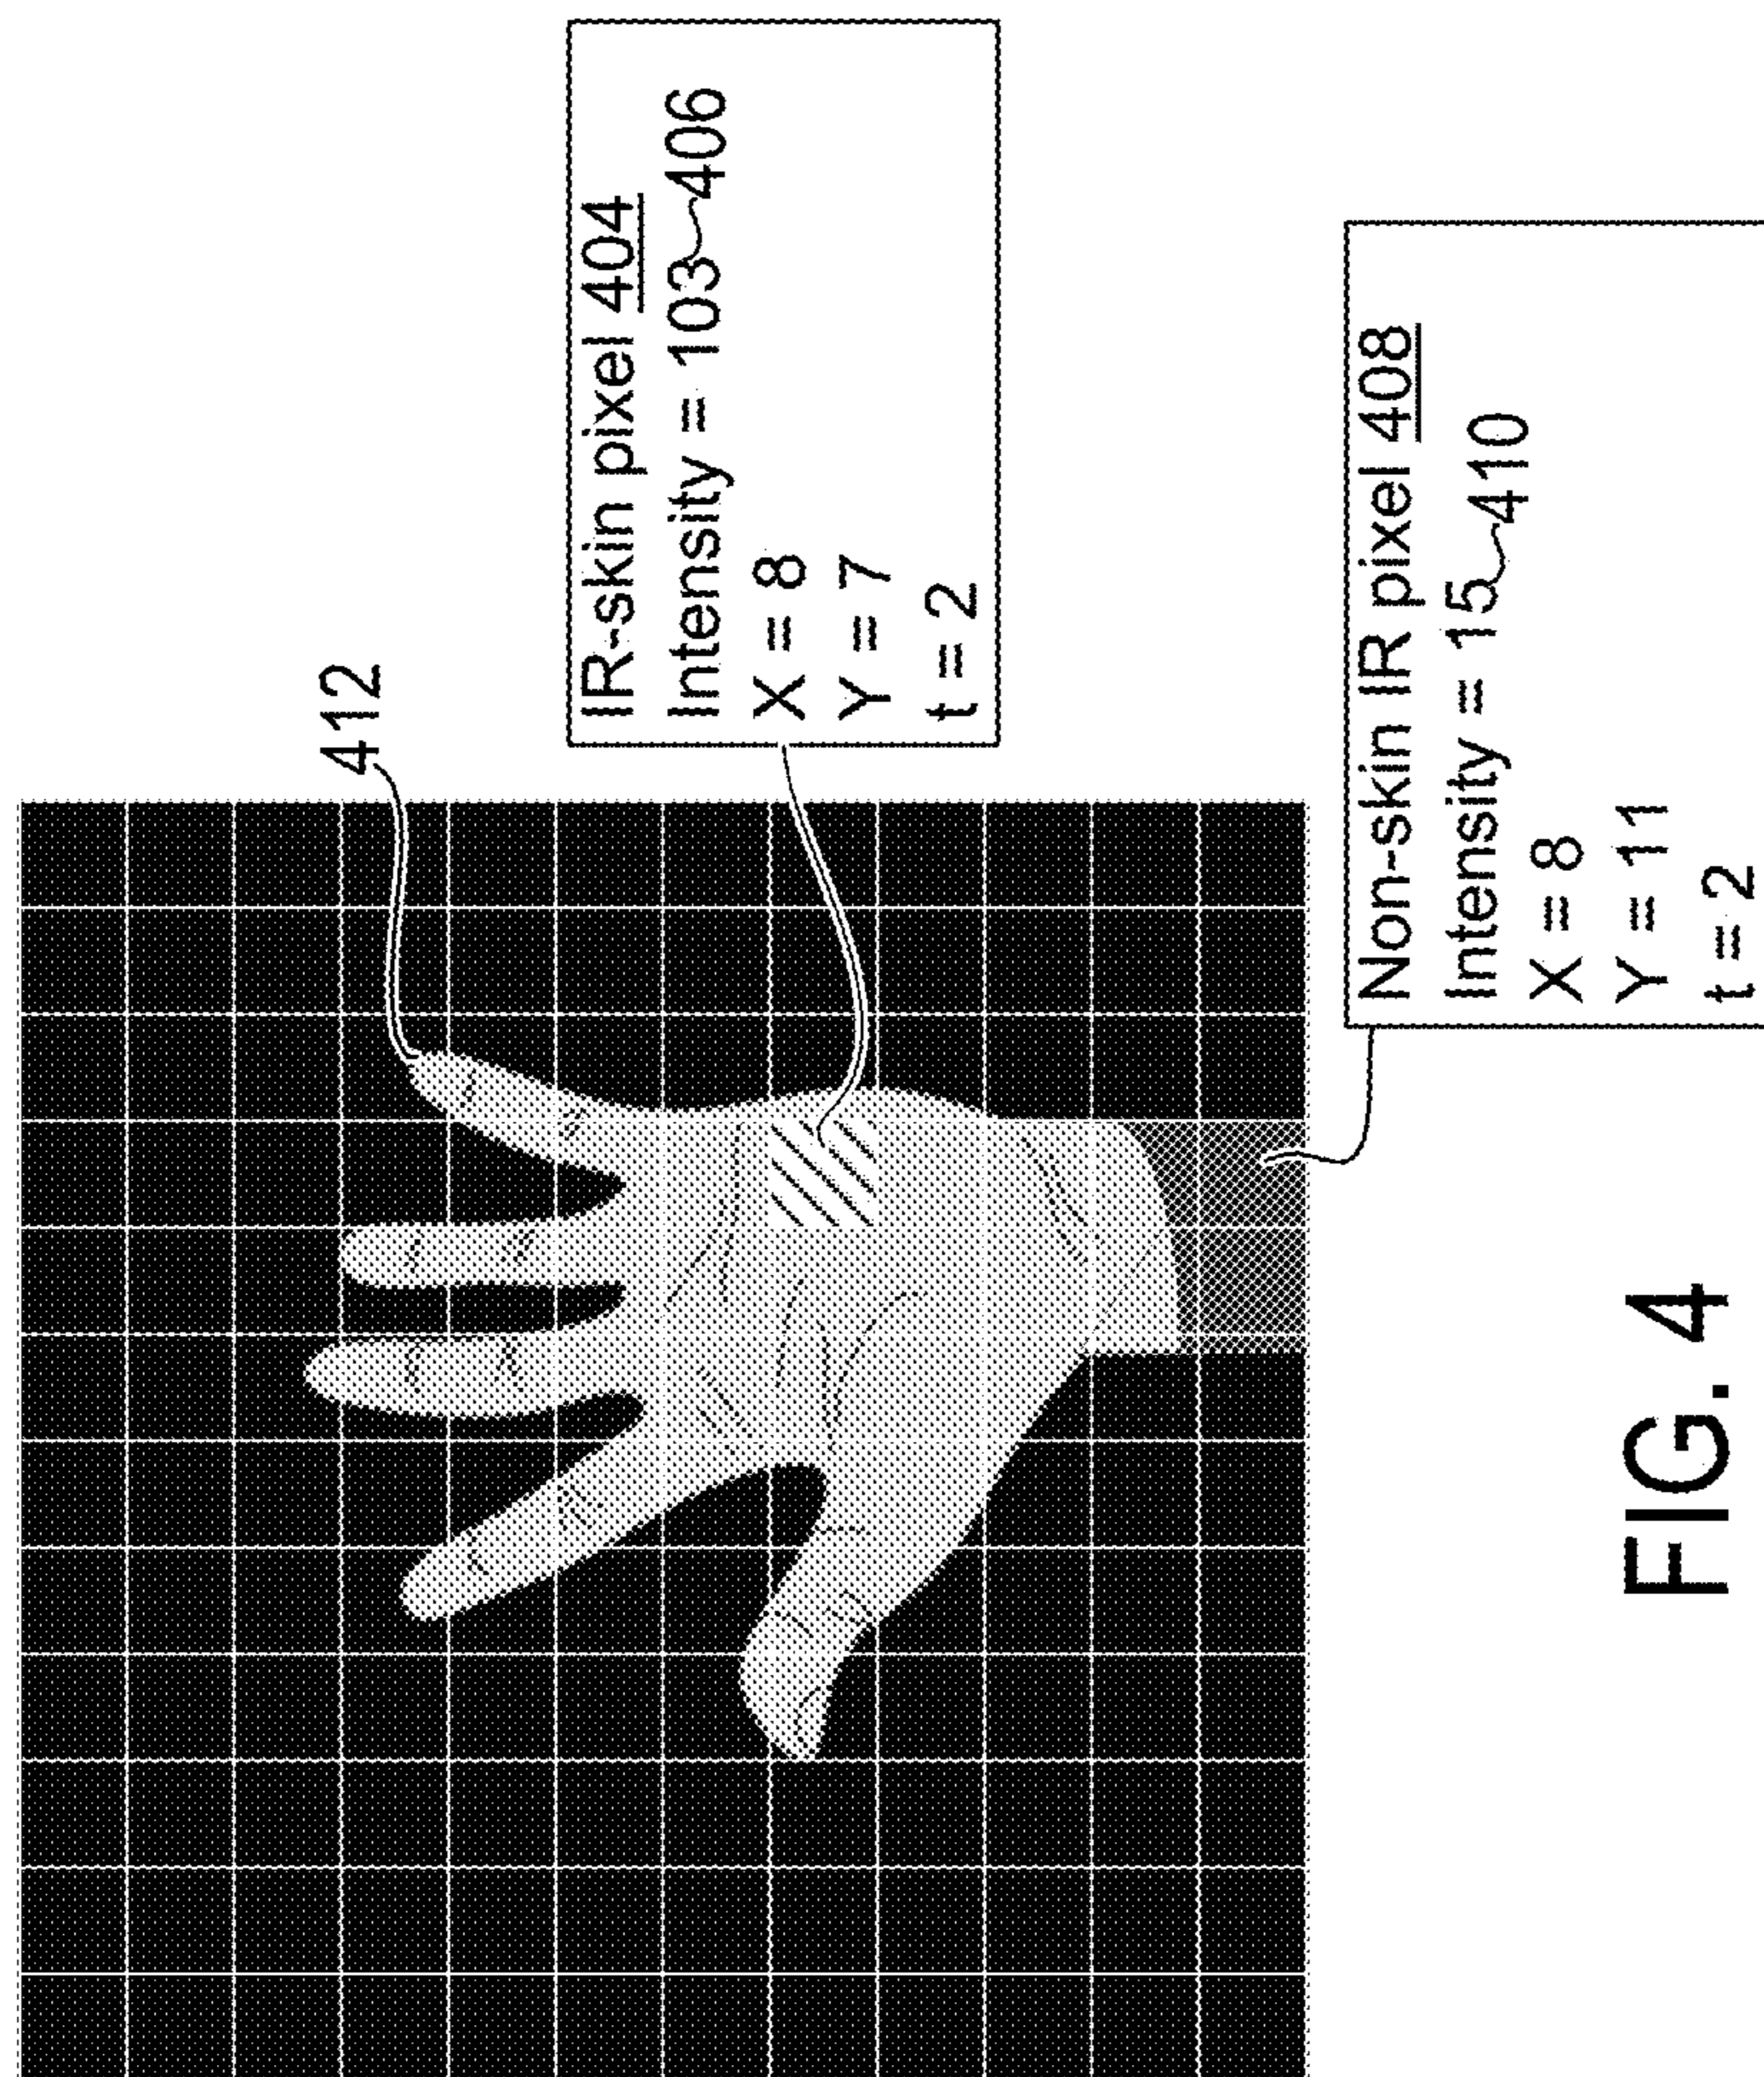 412
IR-skin pixel 404
Intensity = 103 406
X = 8
Y = 7
t = 2
Non-skin IR pixel 408
Intensity = 15 410
X = 8
Y = 11
t = 2
FIG. 4